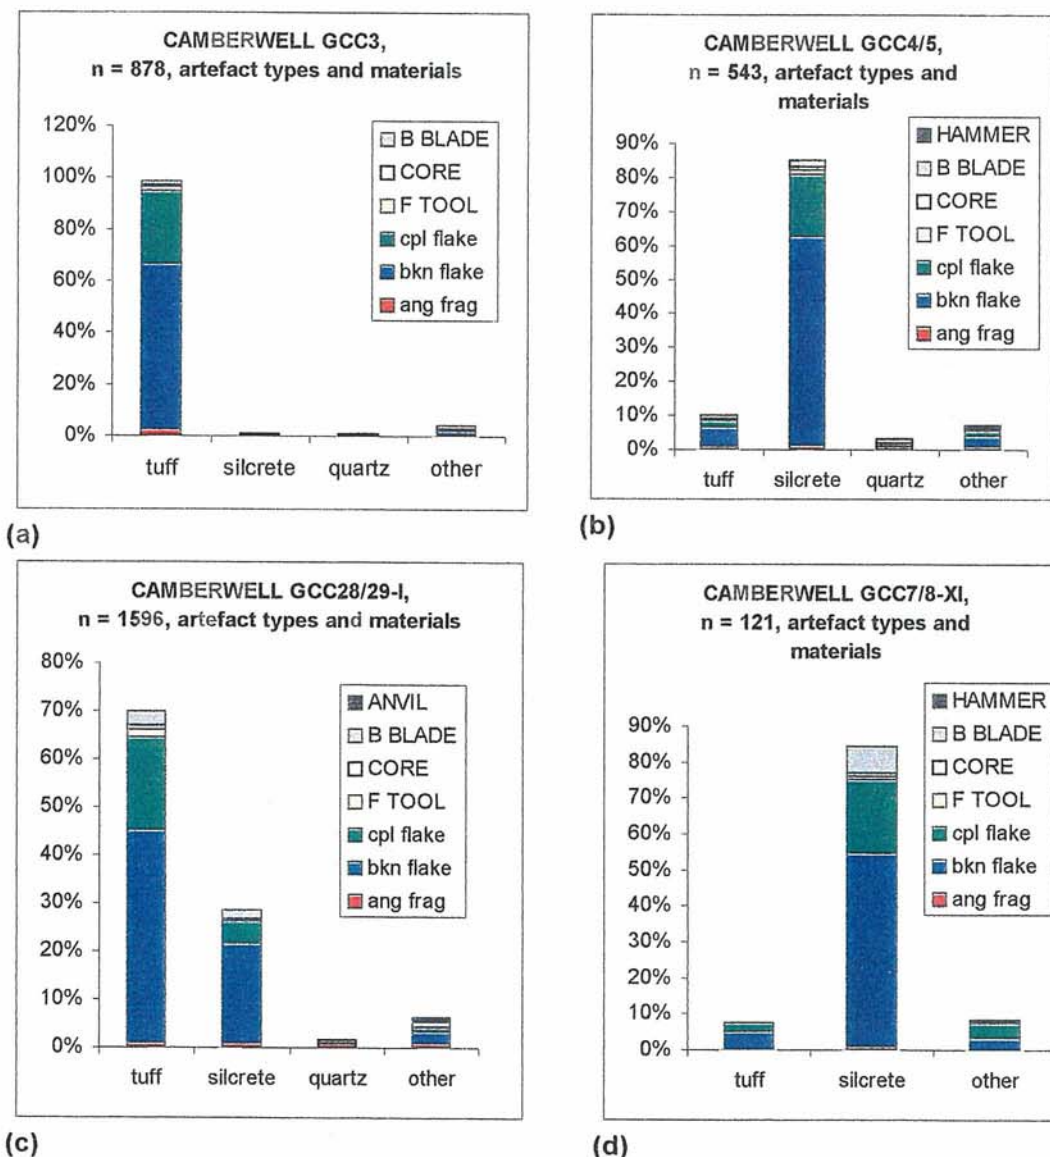 CAMBERWELL GCC3,
n = 878, artefact types and materials
120%
100%
80%
60%
40%
20%
0%
B BLADE
CORE
F TOOL
cpl flake
bkn flake
ang frag
tuff silcrete quartz other
(a)
CAMBERWELL GCC4/5,
n = 543, artefact types and
materials
90%
80%
70%
60%
50%
40%
30%
20%
10%
0%
HAMMER
B BLADE
CORE
F TOOL
cpl flake
bkn flake
ang frag
tuff silcrete quartz other
(b)
CAMBERWELL GCC28/29-I,
n = 1596, artefact types and materials
80%
70%
60%
50%
40%
30%
20%
10%
0%
ANVIL
B BLADE
CORE
F TOOL
cpl flake
bkn flake
ang frag
tuff silcrete quartz other
(c)
CAMBERWELL GCC7/8-XI,
n = 121, artefact types and
materials
90%
80%
70%
60%
50%
40%
30%
20%
10%
0%
HAMMER
B BLADE
CORE
F TOOL
cpl flake
bkn flake
ang frag
tuff silcrete other
(d)